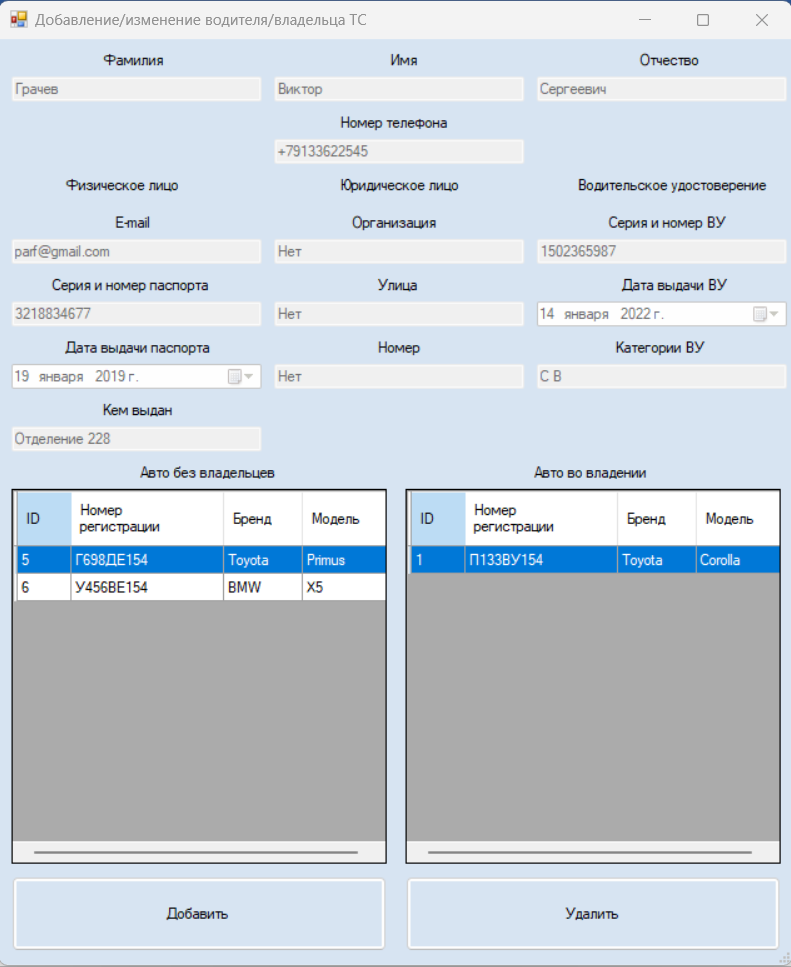 Добавление/изменение водителя/владельца ТС
Фамилия Имя Отчество
Грачев Виктор Сергеевич
Номер телефона
+79133622545
Физическое лицо Юридическое лицо Водительское удостоверение
E-mail Организация Серия и номер ВУ
parf@gmail.com Нет 1502365987
Серия и номер паспорта Улица Дата выдачи ВУ
3218834677 Нет 14 января 2022 г.
Дата выдачи паспорта Номер Категории ВУ
19 января 2019 г. Нет С В
Кем выдан
Отделение 228
Авто без владельцев Авто во владении
ID Номер регистрации Бренд Модель ID Номер регистрации Бренд Модель
5 Г698ДЕ154 Toyota Primus 1 П133ВУ154 Toyota Corolla
6 У456ВЕ154 BMW X5
Добавить Удалить